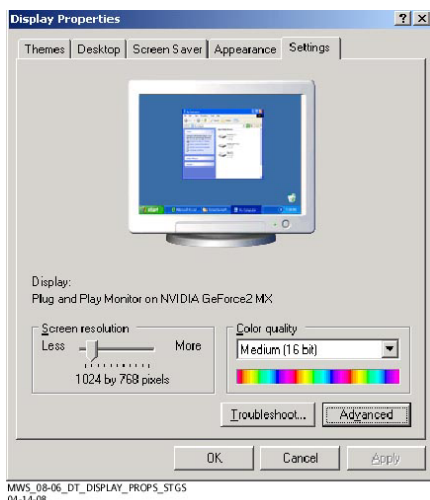 Display Properties
Themes Desktop Screen Saver Appearance Settings
Display:
Plug and Play Monitor on NVIDIA GeForce2 MX
Screen resolution
Less More
1024 by 768 pixels
Color quality
Medium (16 bit)
Troubleshoot... Advanced
OK Cancel Apply
MWS_08-06_DT_DISPLAY_PROPS_STGS
04-14-08